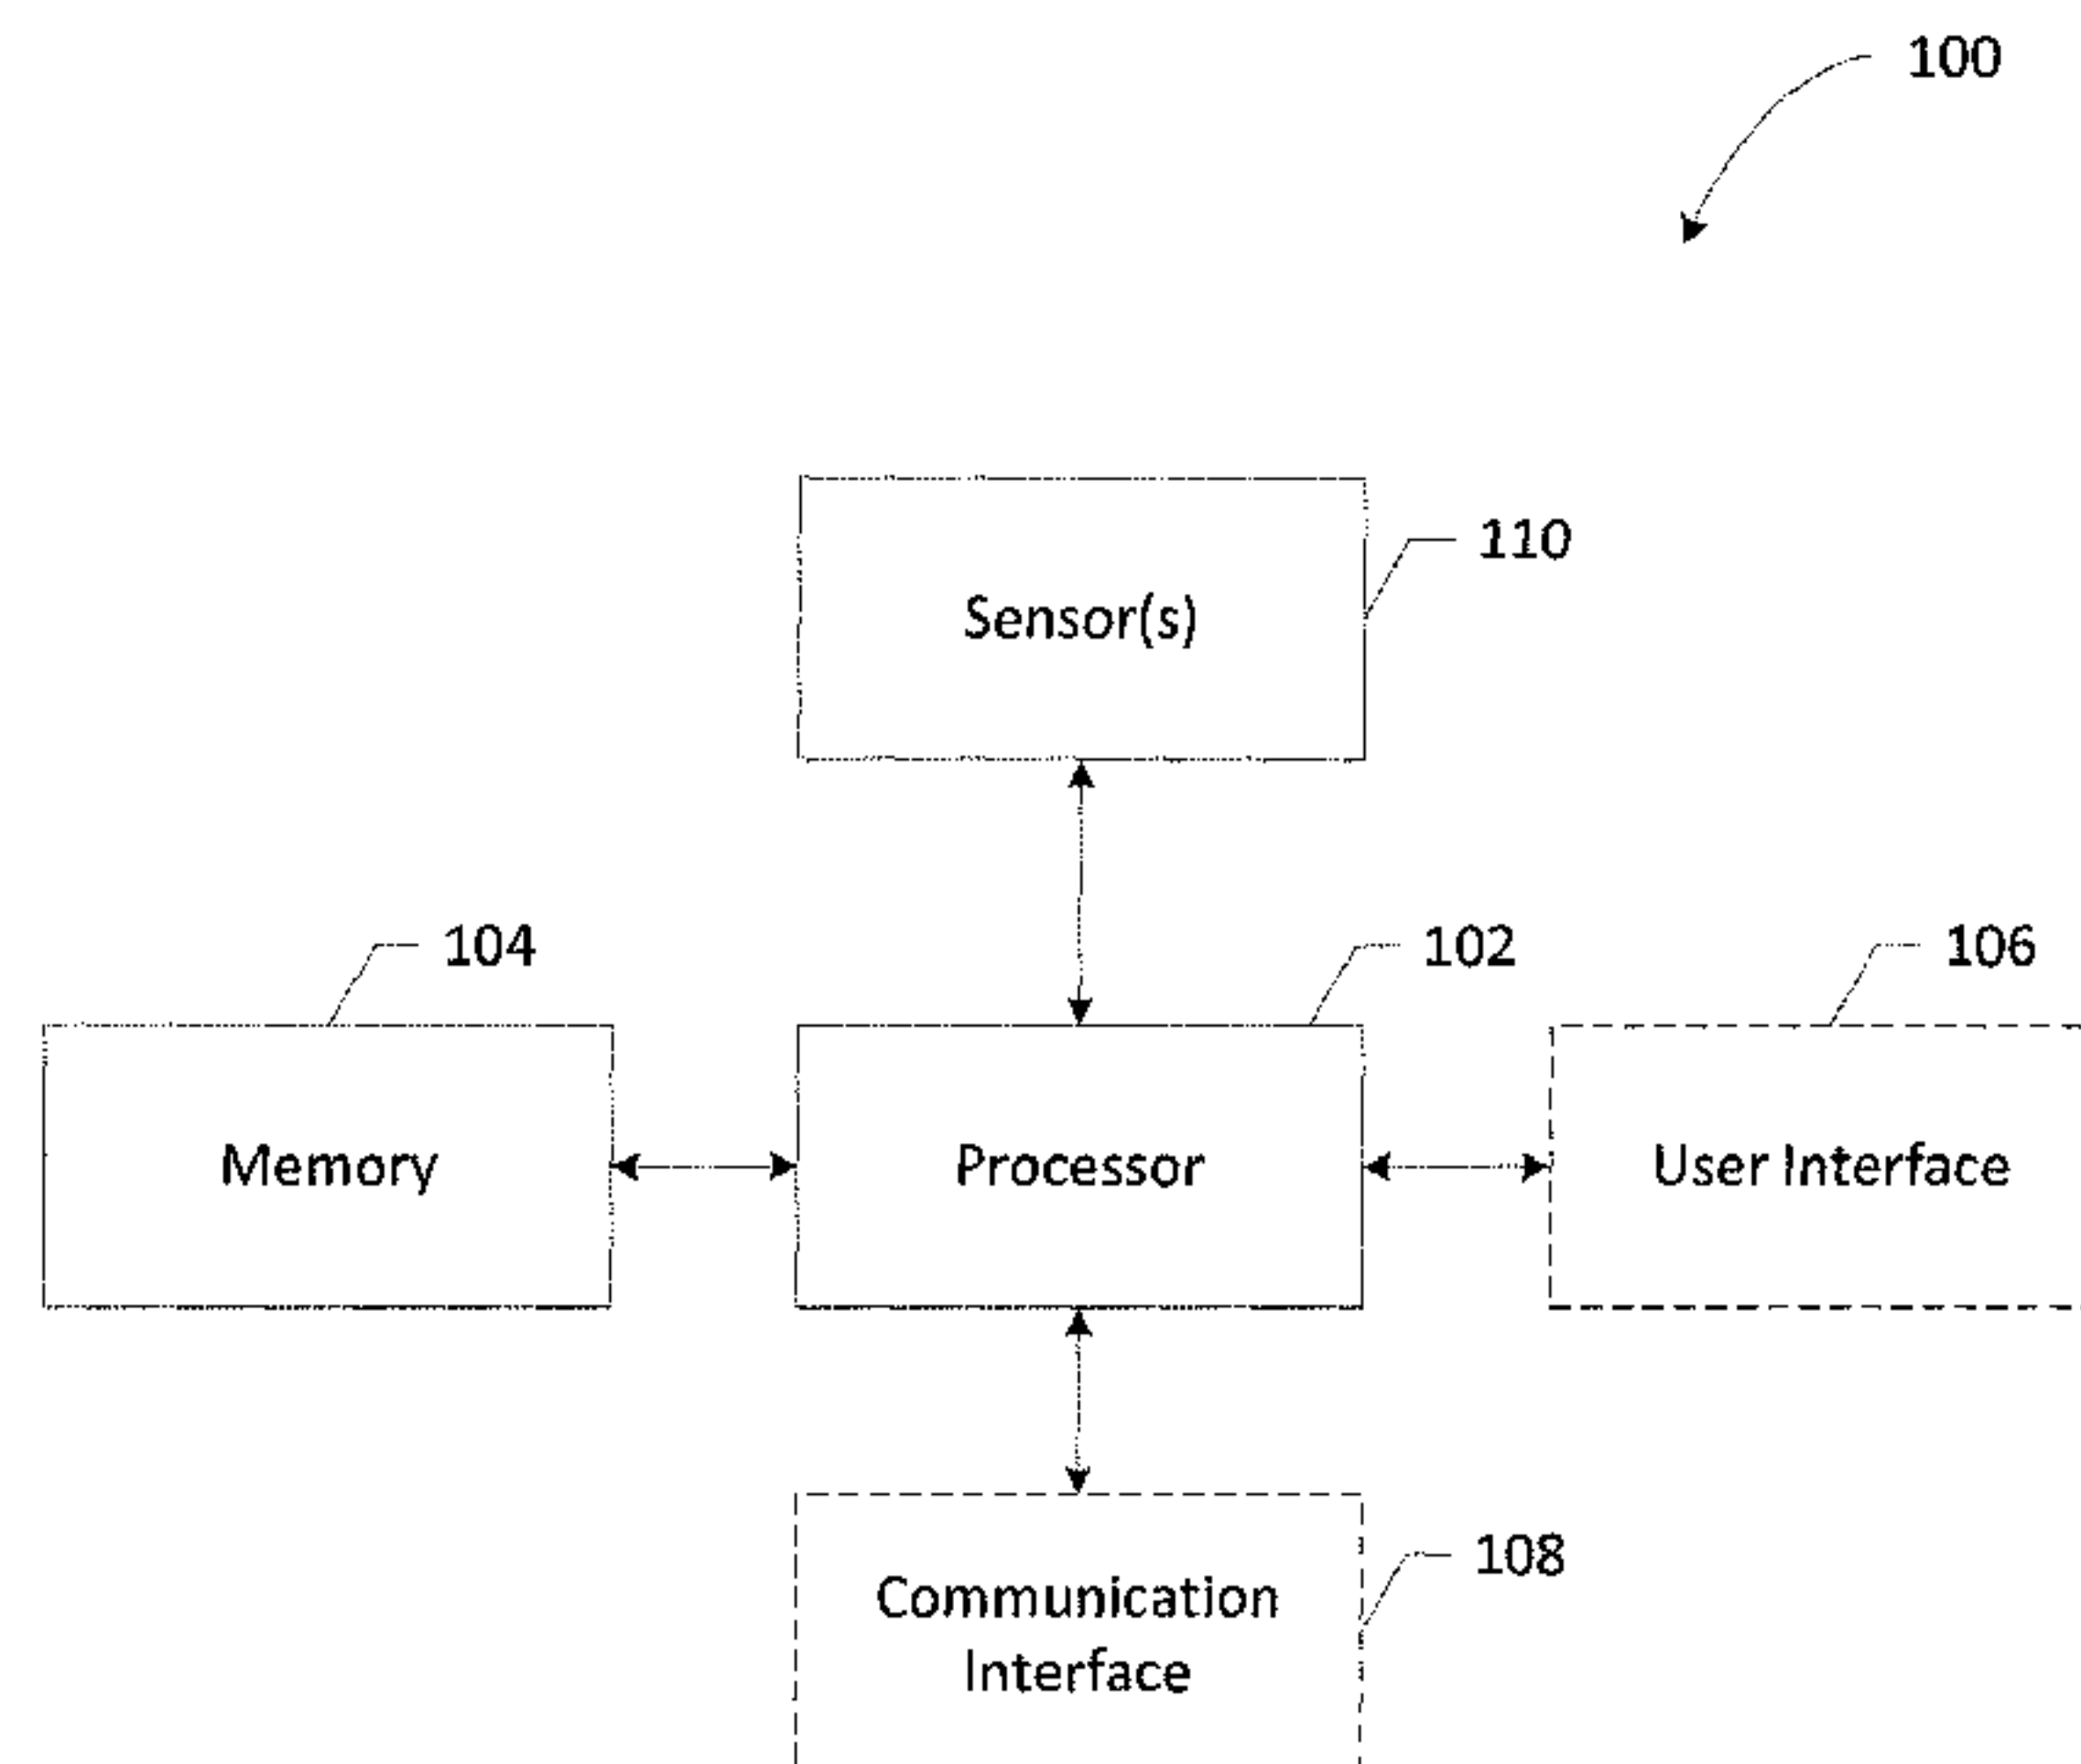 100
110
Sensor(s)
104
102
106
Memory
Processor
User Interface
108
Communication
Interface